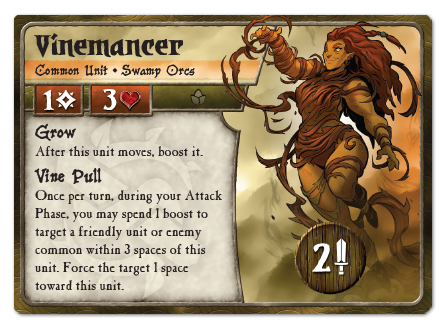 Vinemancer
Common Unit • Swamp Orcs
1 3
Grow
After this unit moves, boost it.
Vine Pull
Once per turn, during your Attack
Phase, you may spend 1 boost to
target a friendly unit or enemy
common within 3 spaces of this
unit. Force the target 1 space
toward this unit.
2